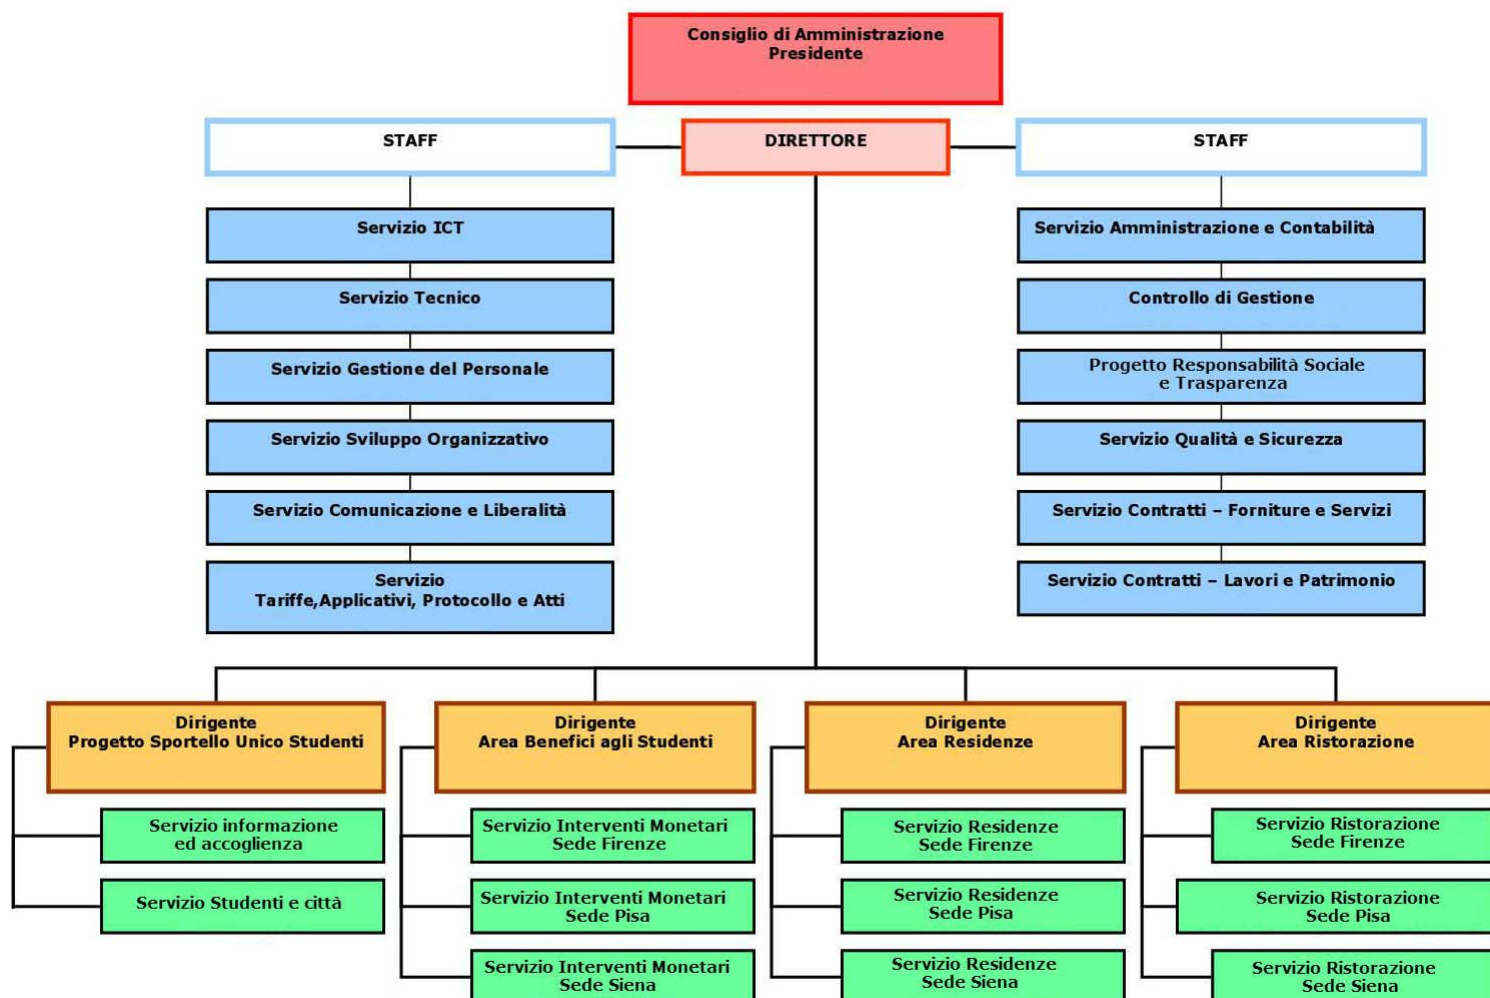 Consiglio di Amministrazione
Presidente
STAFF
DIRETTORE
STAFF
Servizio ICT
Servizio Tecnico
Servizio Gestione del Personale
Servizio Sviluppo Organizzativo
Servizio Comunicazione e Liberalità
Servizio
Tariffe,Applicativi, Protocollo e Atti
Servizio Amministrazione e Contabilità
Controllo di Gestione
Progetto Responsabilità Sociale
e Trasparenza
Servizio Qualità e Sicurezza
Servizio Contratti – Forniture e Servizi
Servizio Contratti – Lavori e Patrimonio
Dirigente
Progetto Sportello Unico Studenti
Servizio informazione
ed accoglienza
Servizio Studenti e città
Dirigente
Area Benefici agli Studenti
Servizio Interventi Monetari
Sede Firenze
Servizio Interventi Monetari
Sede Pisa
Servizio Interventi Monetari
Sede Siena
Dirigente
Area Residenze
Servizio Residenze
Sede Firenze
Servizio Residenze
Sede Pisa
Servizio Residenze
Sede Siena
Dirigente
Area Ristorazione
Servizio Ristorazione
Sede Firenze
Servizio Ristorazione
Sede Pisa
Servizio Ristorazione
Sede Siena